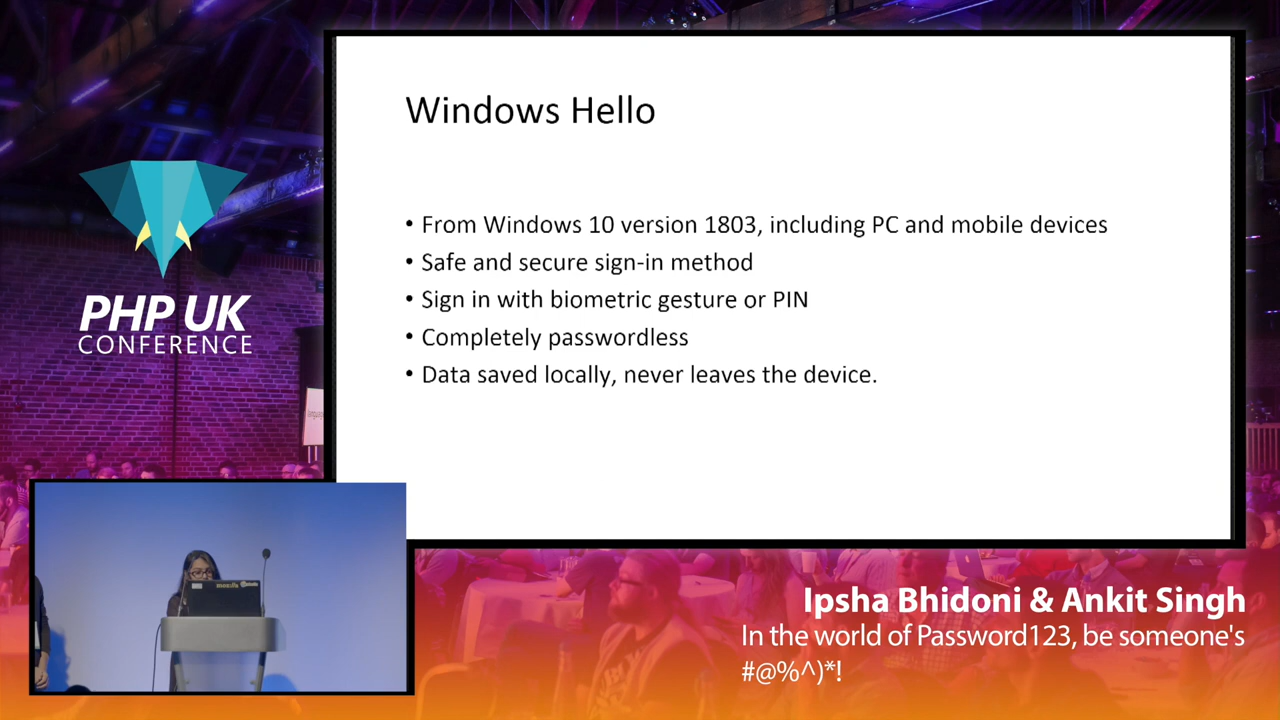 Windows Hello
• From Windows 10 version 1803, including PC and mobile devices
• Safe and secure sign-in method
• Sign in with biometric gesture or PIN
• Completely passwordless
• Data saved locally, never leaves the device.
PHP UK
CONFERENCE
mozilla
Ipsha Bhidoni & Ankit Singh
In the world of Password123, be someone's
#@%^)*!